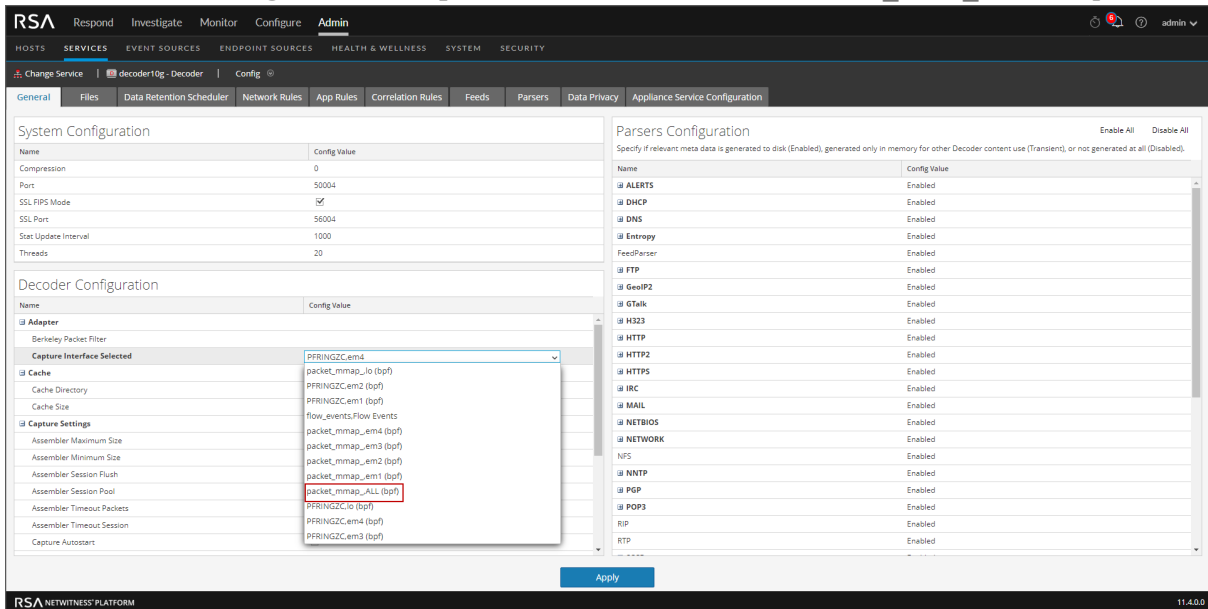 RSA Respond Investigate Monitor Configure Admin 6 admin
HOSTS SERVICES EVENT SOURCES ENDPOINT SOURCES HEALTH & WELLNESS SYSTEM SECURITY
Change Service | decoder10g - Decoder | Config
General Files Data Retention Scheduler Network Rules App Rules Correlation Rules Feeds Parsers Data Privacy Appliance Service Configuration
System Configuration
Name Config Value
Compression 0
Port 50004
SSL FIPS Mode
SSL Port 56004
Stat Update Interval 1000
Threads 20
Decoder Configuration
Name Config Value
Adapter
Berkeley Packet Filter
Capture Interface Selected PFRINGZC,em4
Cache
Cache Directory
Cache Size
Capture Settings
Assembler Maximum Size
Assembler Minimum Size
Assembler Session Flush
Assembler Session Pool
Assembler Timeout Packets
Assembler Timeout Session
Capture Autostart
packet_mmap_,lo (bpf)
PFRINGZC,em2 (bpf)
PFRINGZC,em1 (bpf)
flow_events,Flow Events
packet_mmap_,em4 (bpf)
packet_mmap_,em3 (bpf)
packet_mmap_,em2 (bpf)
packet_mmap_,em1 (bpf)
packet_mmap_,ALL (bpf)
PFRINGZC,lo (bpf)
PFRINGZC,em4 (bpf)
PFRINGZC,em3 (bpf)
Parsers Configuration Enable All Disable All
Specify if relevant meta data is generated to disk (Enabled), generated only in memory for other Decoder content use (Transient), or not generated at all (Disabled).
Name Config Value
ALERTS Enabled
DHCP Enabled
DNS Enabled
Entropy Enabled
FeedParser Enabled
FTP Enabled
GeoIP2 Enabled
GTalk Enabled
H323 Enabled
HTTP Enabled
HTTP2 Enabled
HTTPS Enabled
IRC Enabled
MAIL Enabled
NETBIOS Enabled
NETWORK Enabled
NFS Enabled
NNTP Enabled
PGP Enabled
POP3 Enabled
RIP Enabled
RTP Enabled
Apply
RSA NETWITNESS® PLATFORM 11.4.0.0